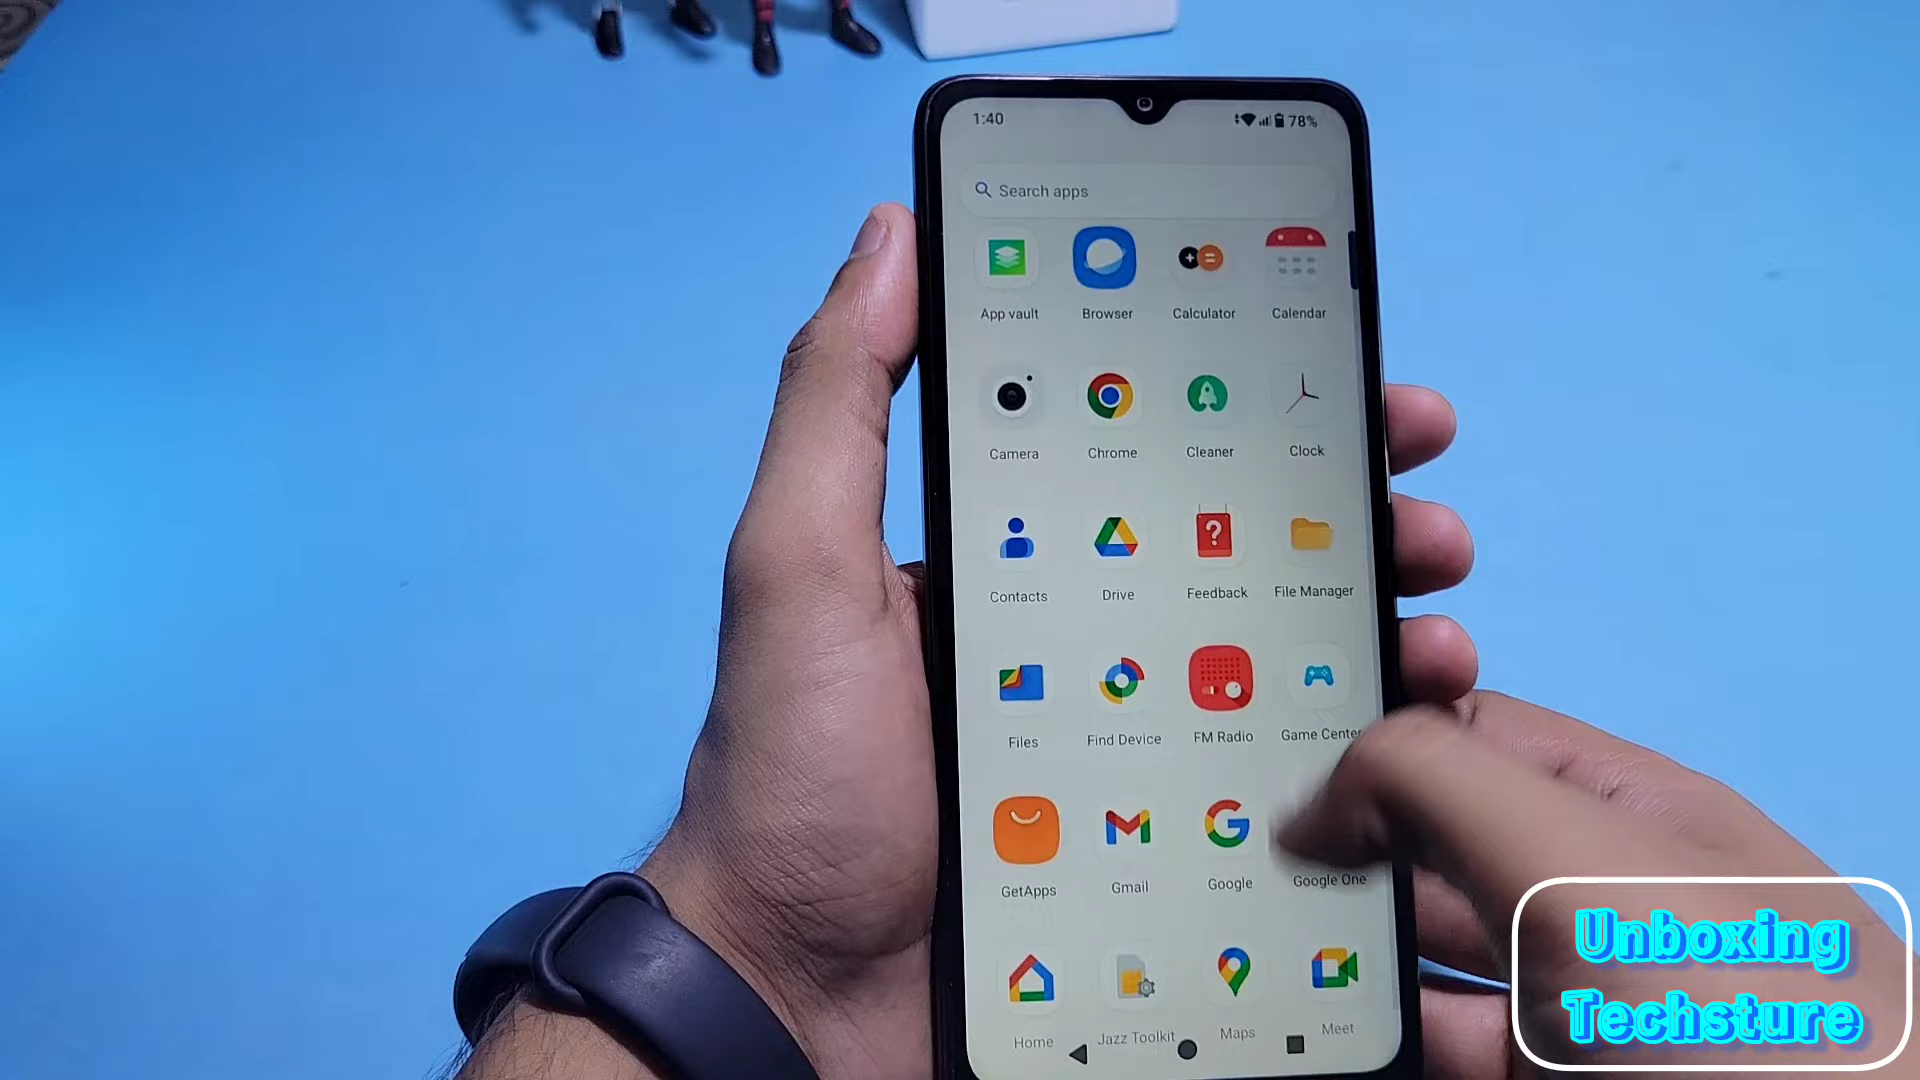 1:40 78%
Search apps
App vault Browser Calculator Calendar
Camera Chrome Cleaner Clock
Contacts Drive Feedback File Manager
Files Find Device FM Radio Game Center
GetApps Gmail Google Google One
Home Jazz Toolkit Maps Meet
Unboxing
Techsture